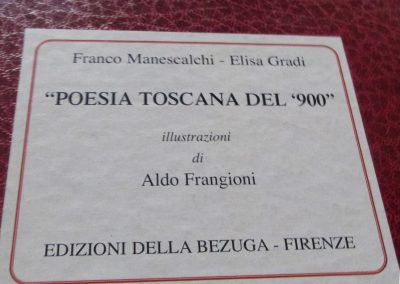 Franco Manescalchi - Elisa Gradi
“POESIA TOSCANA DEL ‘900”
illustrazioni
di
Aldo Frangioni
EDIZIONI DELLA BEZUGA - FIRENZE